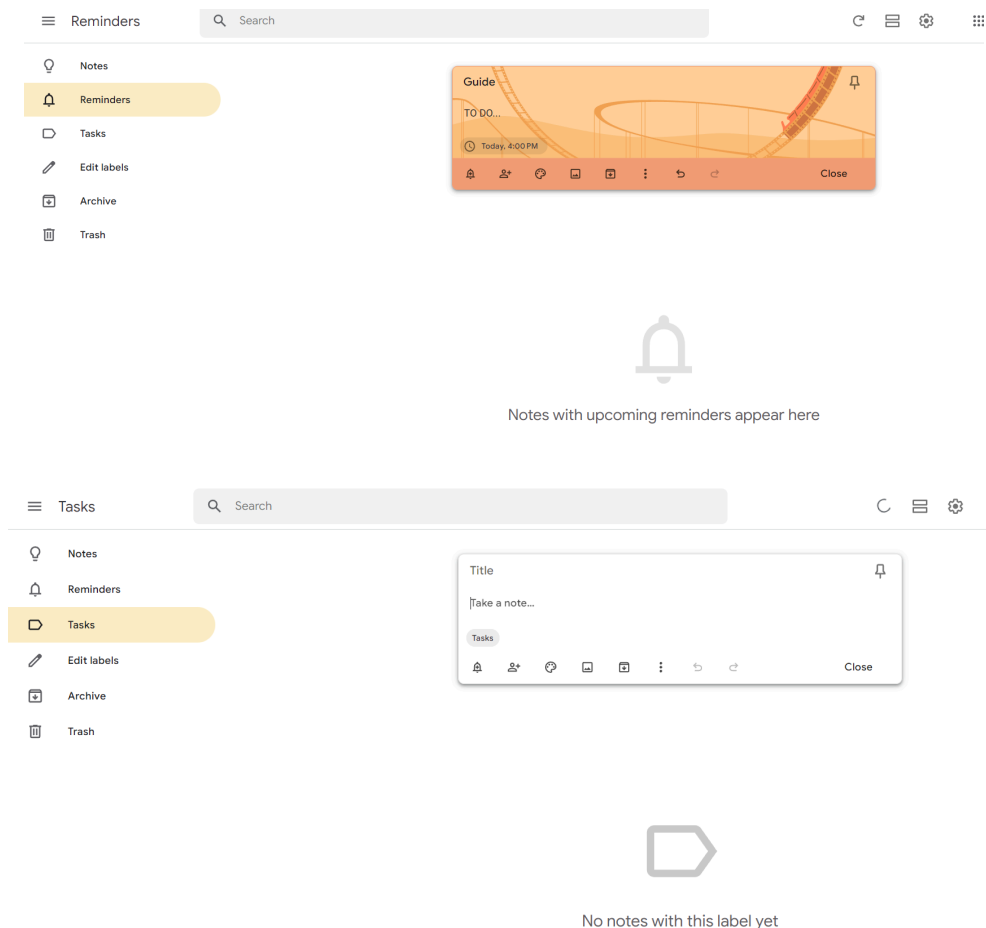 Reminders
Search
Notes
Reminders
Tasks
Edit labels
Archive
Trash
Guide
TO DO...
Today, 4:00 PM
Close
Notes with upcoming reminders appear here
Tasks
Search
Notes
Reminders
Tasks
Edit labels
Archive
Trash
Title
Take a note...
Tasks
Close
No notes with this label yet